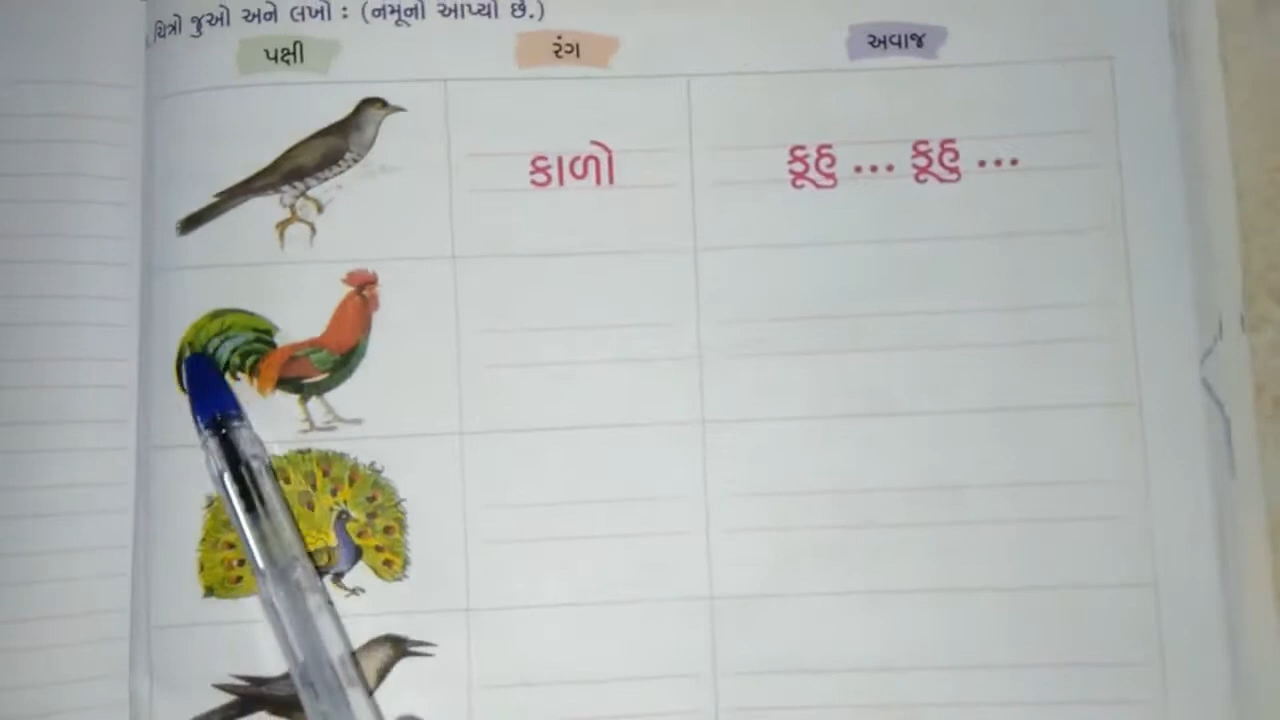 ચિત્રો જુઓ અને લખો : (નમૂનો આપ્યો છે.)
પક્ષી રંગ અવાજ
કાળો કૂહુ ... કૂહુ ...